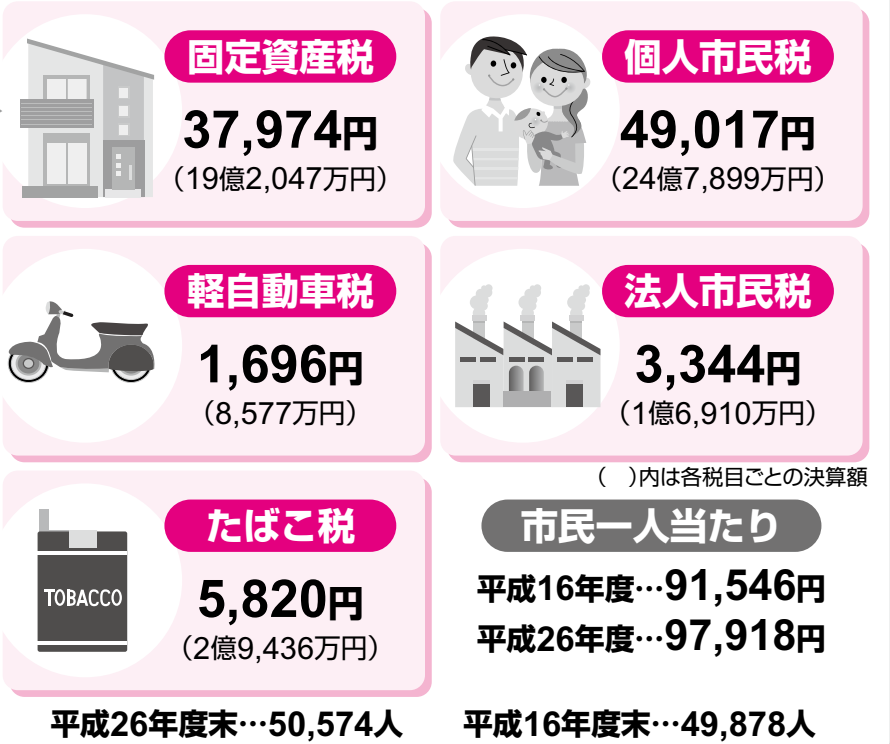 固定資産税
37,974円
（19億2,047万円）
個人市民税
49,017円
（24億7,899万円）
軽自動車税
1,696円
（8,577万円）
法人市民税
3,344円
（1億6,910万円）
（　）内は各税目ごとの決算額
TOBACCO
たばこ税
5,820円
（2億9,436万円）
市民一人当たり
平成16年度…91,546円
平成26年度…97,918円
平成26年度末…50,574人
平成16年度末…49,878人